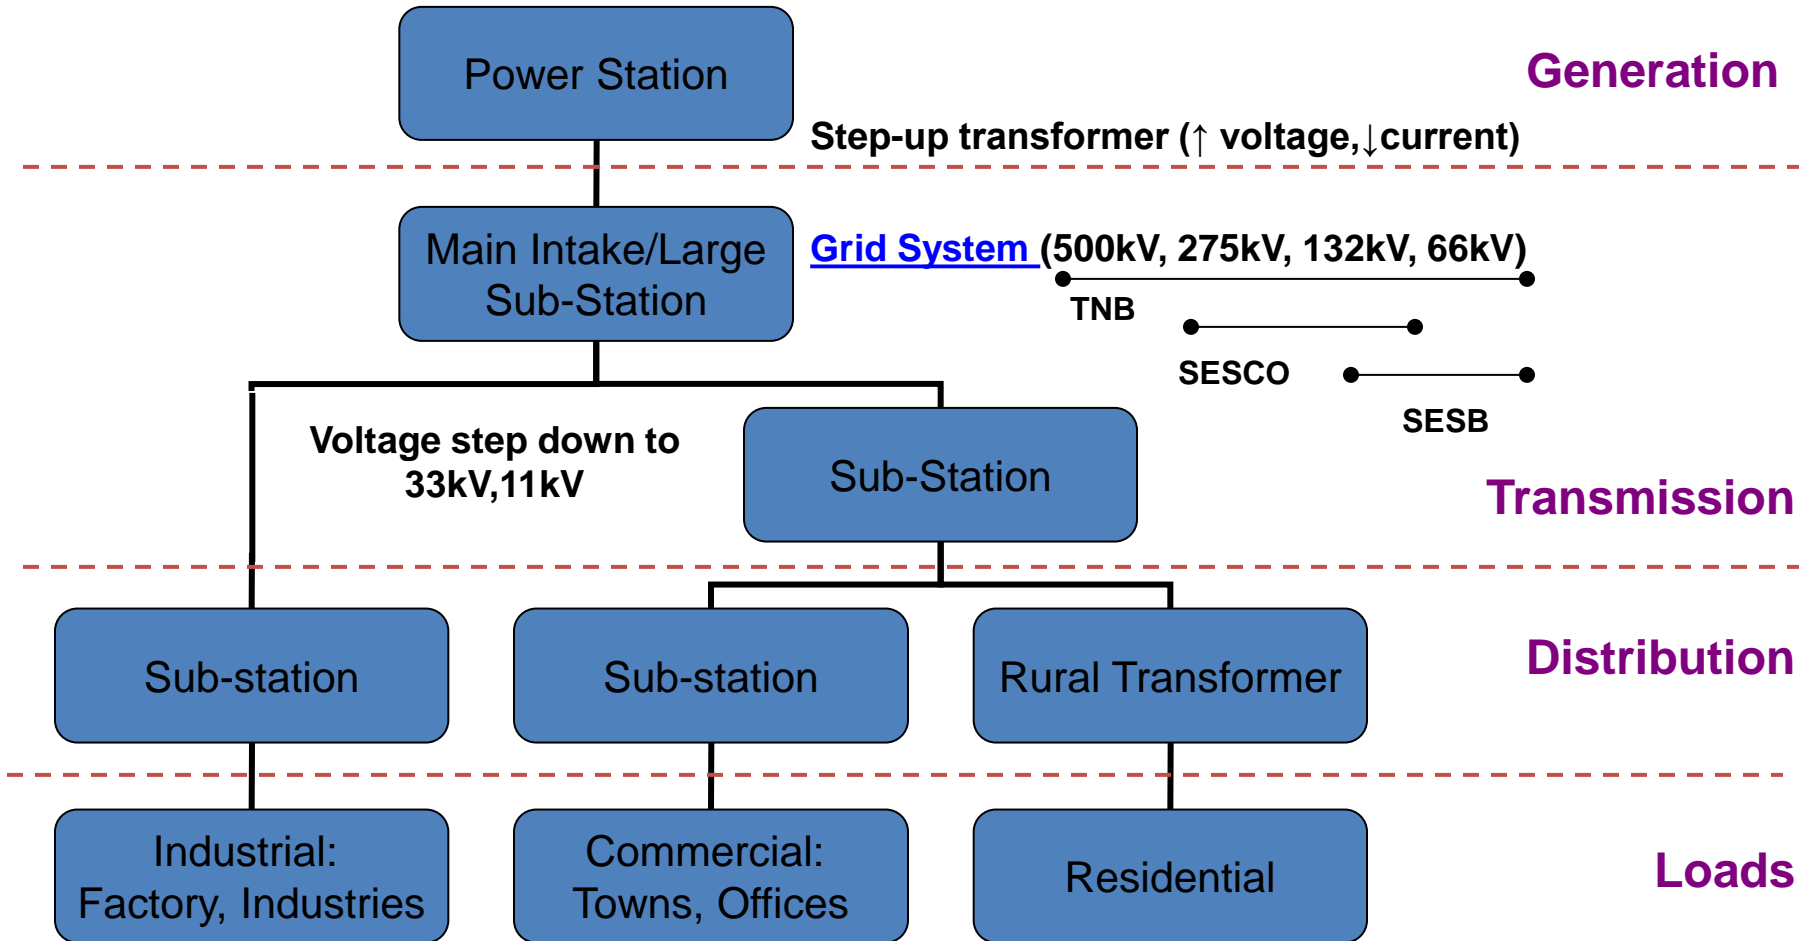 Power Station
Generation
Step-up transformer (↑ voltage,↓current)
Main Intake/Large
Sub-Station
Grid System (500kV, 275kV, 132kV, 66kV)
TNB
SESCO
SESB
Voltage step down to
33kV,11kV
Sub-Station
Transmission
Sub-station
Sub-station
Rural Transformer
Distribution
Industrial:
Factory, Industries
Commercial:
Towns, Offices
Residential
Loads